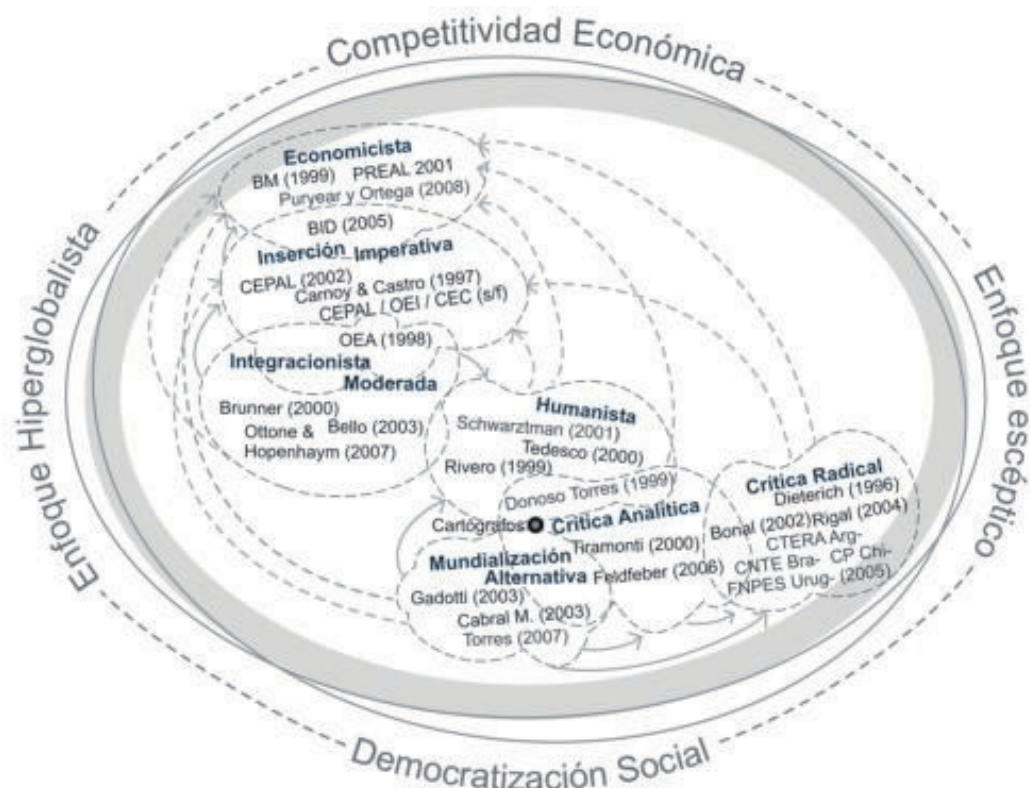 Competitividad Económica
Enfoque Hiperglobalista
Enfoque escéptico
Economicista
BM (1999) PREAL 2001
Puryear y Ortega (2008)
BID (2005)
Inserción Imperativa
CEPAL (2002)
Carnoy & Castro (1997)
CEPAL / OEI / CEC (s/f)
OEA (1998)
Integracionista
Moderada
Brunner (2000)
Ottone & Bello (2003)
Hopenhaym (2007)
Humanista
Schwarztman (2001)
Tedesco (2000)
Rivero (1999)
Donoso Torres (1999)
Cartógrafos
Crítica Analítica
Tiramonti (2000)
Feldfeber (2006)
Mundialización
Alternativa
Gadotti (2003)
Cabral M. (2003)
Torres (2007)
Crítica Radical
Dieterich (1996)
Bonal (2002) Rigal (2004)
CTERA Arg-
CNTE Bra- CP Chi-
FNPES Urug- (2005)
Democratización Social